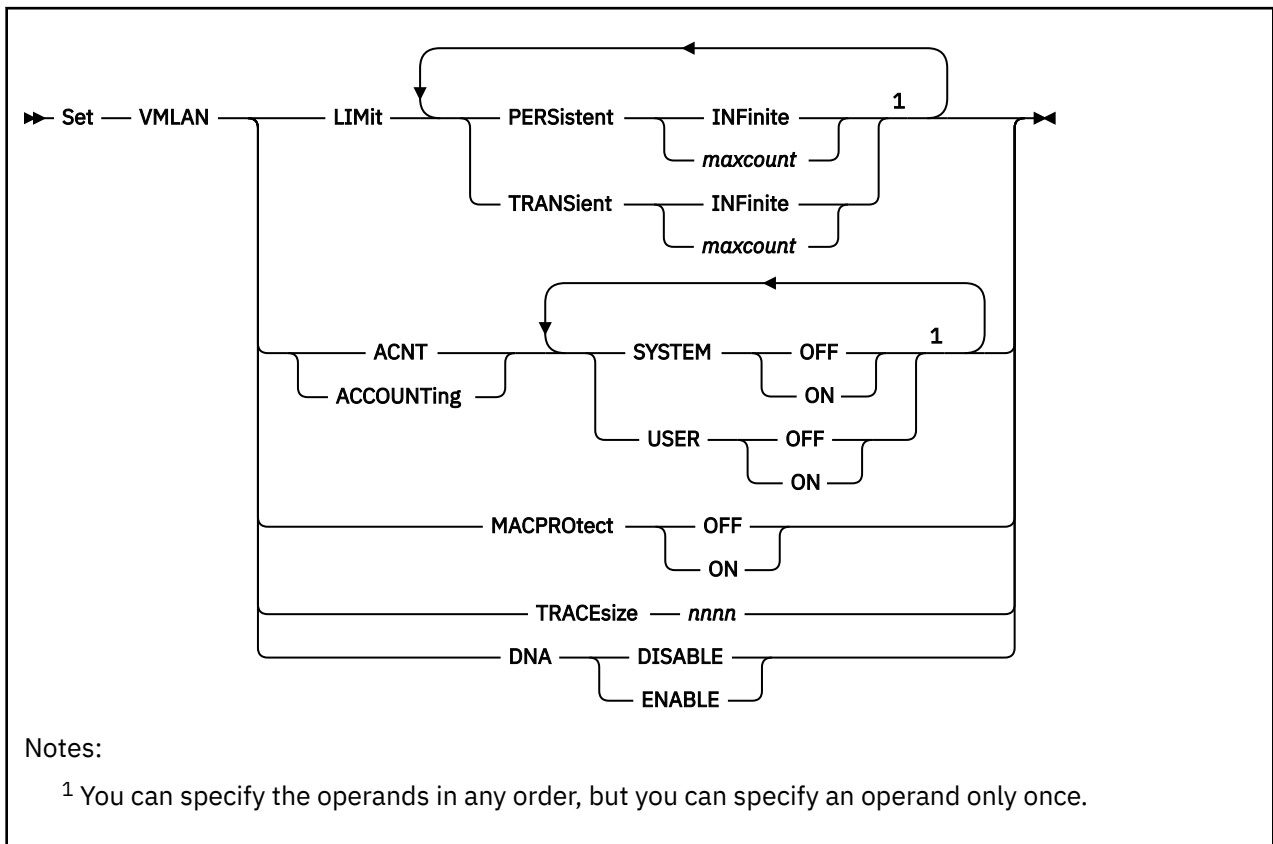 Set VMLAN LIMit PERSistent INFinite 1
maxcount
TRANSient INFinite
maxcount
ACNT SYSTEM OFF 1
ACCOUNTing ON
USER OFF
ON
MACPROtect OFF
ON
TRACEsize nnnn
DNA DISABLE
ENABLE
Notes:
1 You can specify the operands in any order, but you can specify an operand only once.